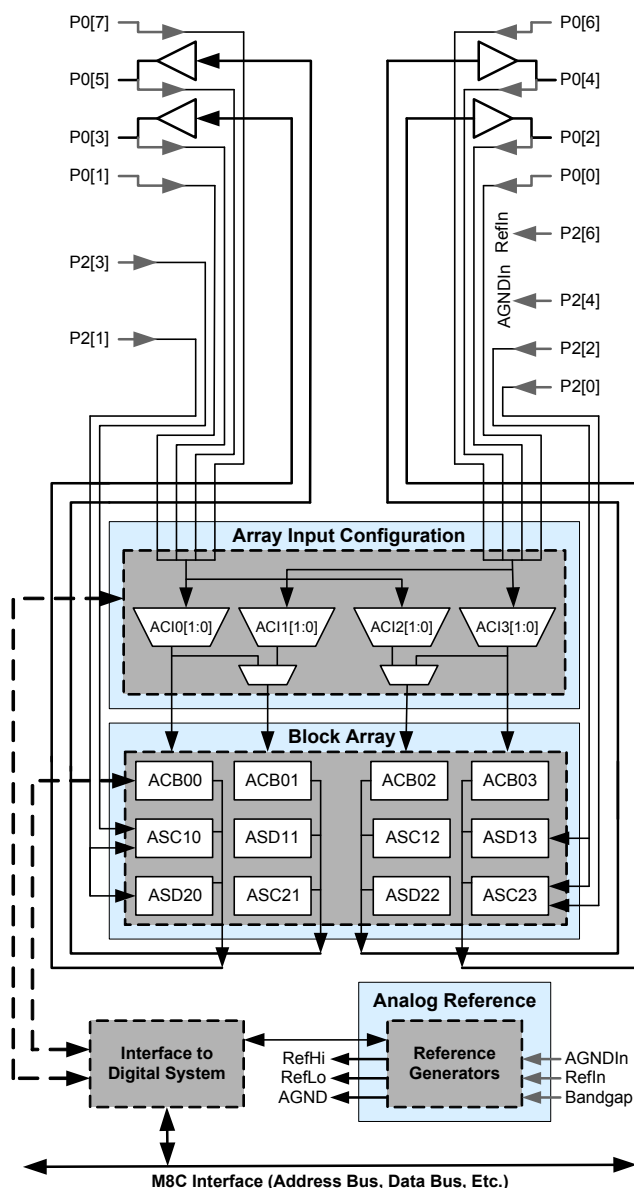 P0[7] P0[6]
P0[5] P0[4]
P0[3] P0[2]
P0[1] P0[0]
RefIn P2[6]
P2[3]
AGNDIn P2[4]
P2[1] P2[2]
P2[0]
Array Input Configuration
ACI0[1:0] ACI1[1:0] ACI2[1:0] ACI3[1:0]
Block Array
ACB00 ACB01 ACB02 ACB03
ASC10 ASD11 ASC12 ASD13
ASD20 ASC21 ASD22 ASC23
Analog Reference
Interface to
Digital System
RefHi
RefLo
AGND
Reference
Generators
AGNDIn
RefIn
Bandgap
M8C Interface (Address Bus, Data Bus, Etc.)